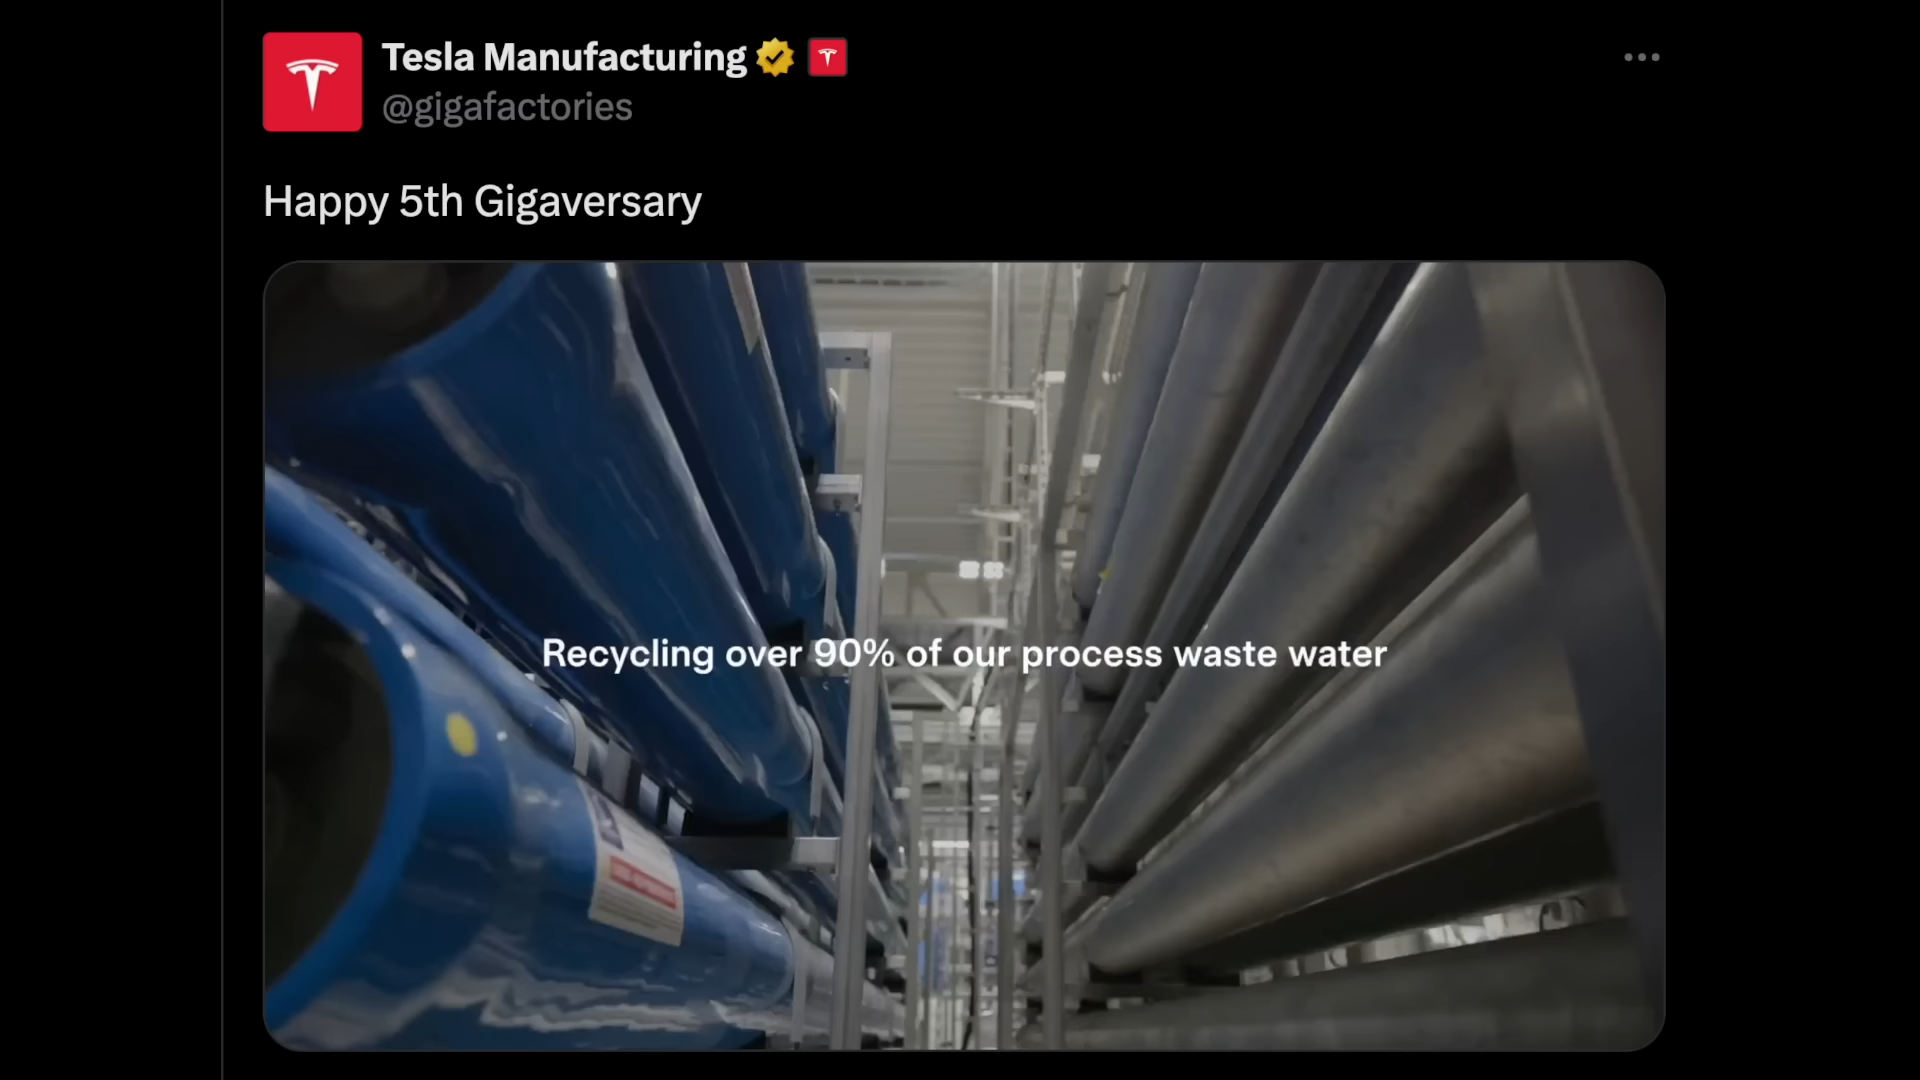 Tesla Manufacturing
@gigafactories
Happy 5th Gigaversary
Recycling over 90% of our process waste water